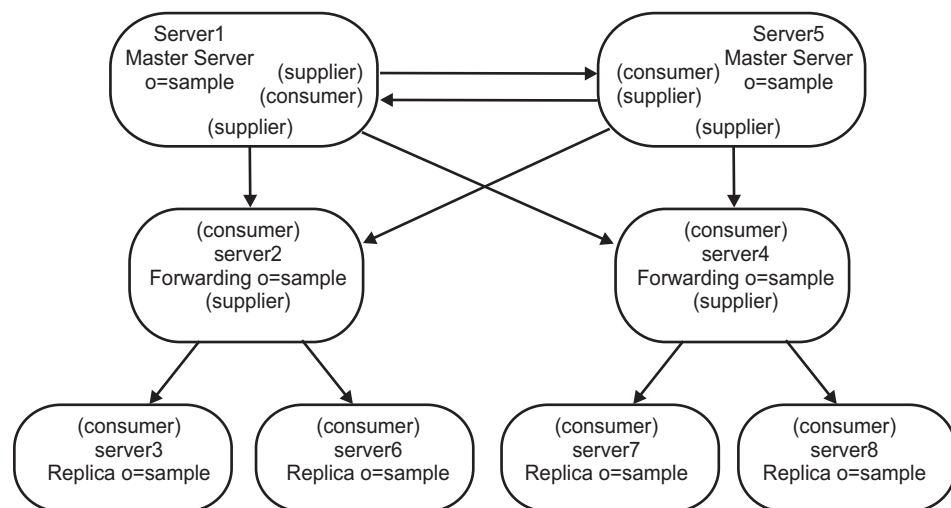 Server1
Master Server
o=sample
(supplier)
(consumer)
(supplier)
Server5
Master Server
o=sample
(consumer)
(supplier)
(supplier)
(consumer)
server2
Forwarding o=sample
(supplier)
(consumer)
server4
Forwarding o=sample
(supplier)
(consumer)
server3
Replica o=sample
(consumer)
server6
Replica o=sample
(consumer)
server7
Replica o=sample
(consumer)
server8
Replica o=sample